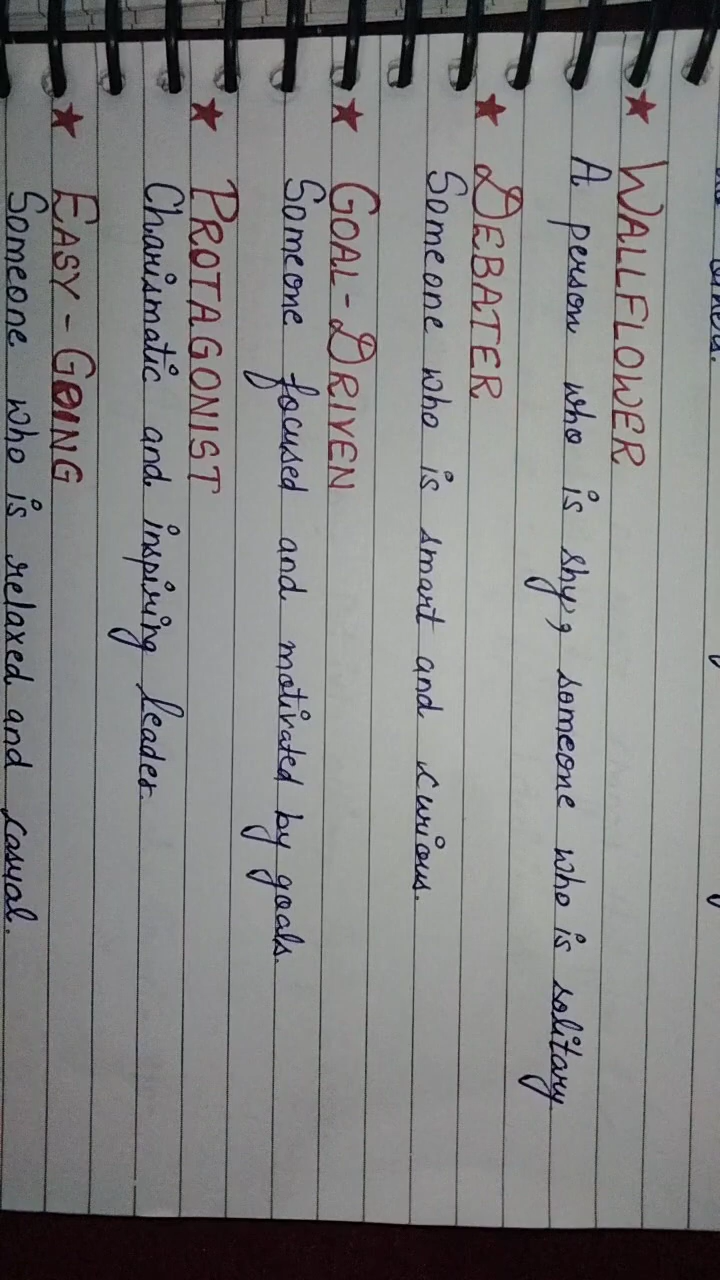 ★ WALLFLOWER
A person who is shy, someone who is solitary
★ DEBATER
Someone who is smart and curious.
★ GOAL-DRIVEN
Someone focused and motivated by goals.
★ PROTAGONIST
Charismatic and inspiring leader.
★ EASY-GOING
Someone who is relaxed and casual.